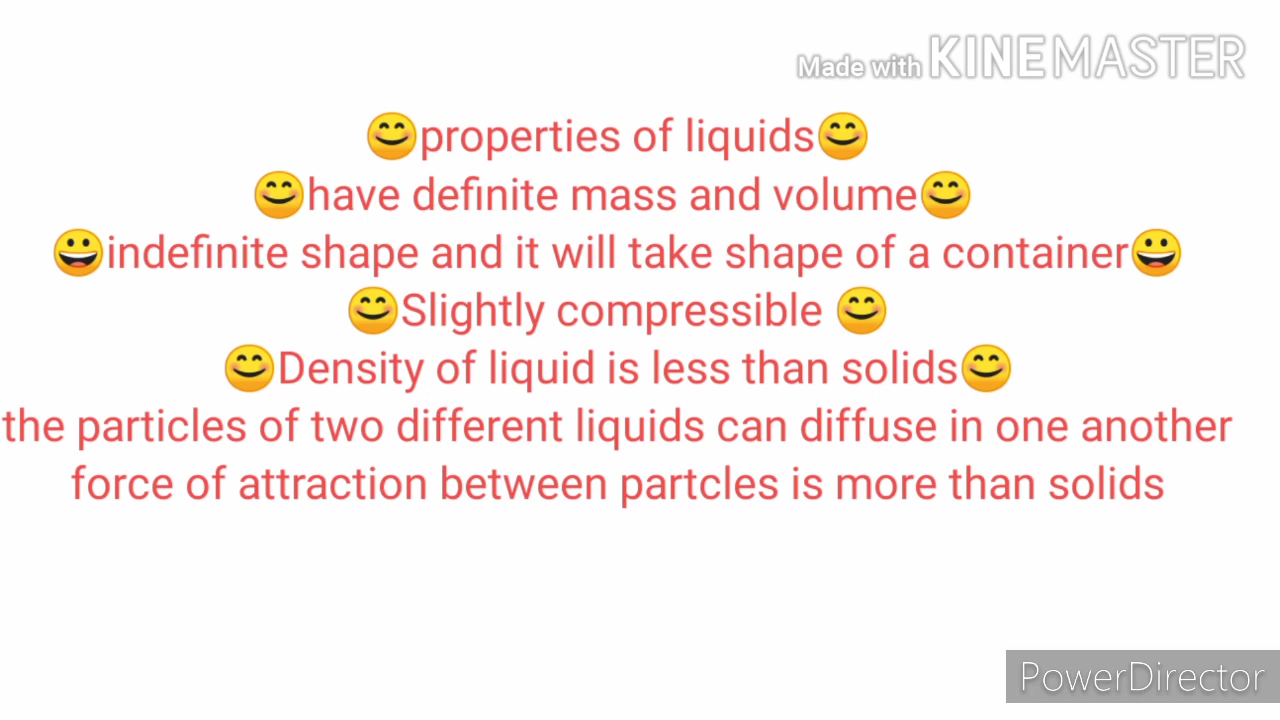 Made with KINEMASTER
😊properties of liquids😊
😊have definite mass and volume😊
😀indefinite shape and it will take shape of a container😀
😊Slightly compressible 😊
😊Density of liquid is less than solids😊
the particles of two different liquids can diffuse in one another
force of attraction between partcles is more than solids
PowerDirector